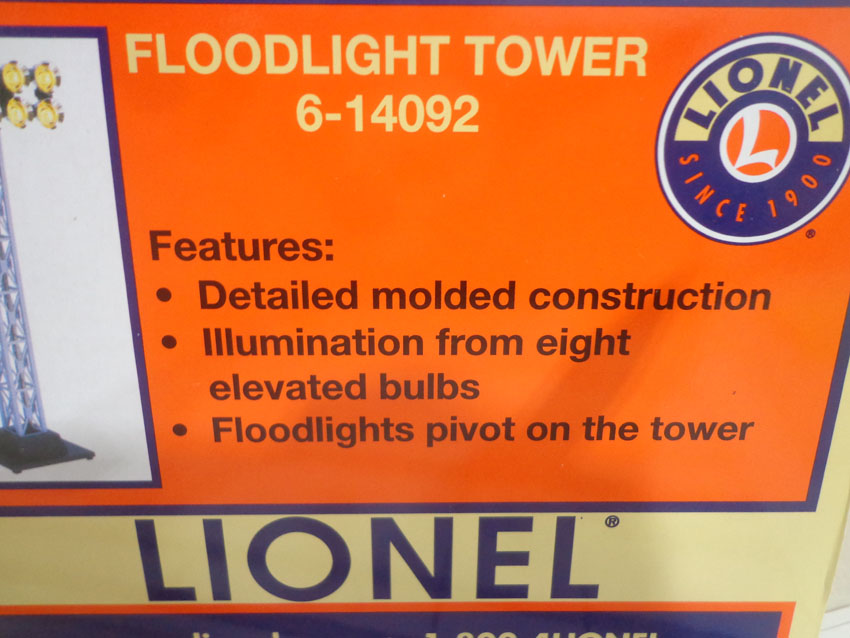 FLOODLIGHT TOWER
6-14092
LIONEL
L
SINCE 1900
®
Features:
• Detailed molded construction
• Illumination from eight
elevated bulbs
• Floodlights pivot on the tower
LIONEL®